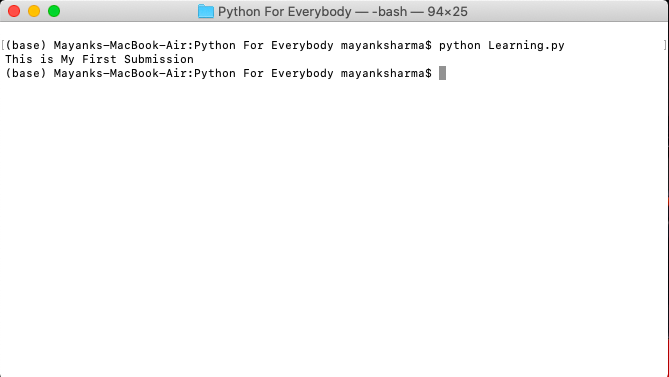 Python For Everybody — -bash — 94×25
(base) Mayanks-MacBook-Air:Python For Everybody mayanksharma$ python Learning.py
This is My First Submission
(base) Mayanks-MacBook-Air:Python For Everybody mayanksharma$